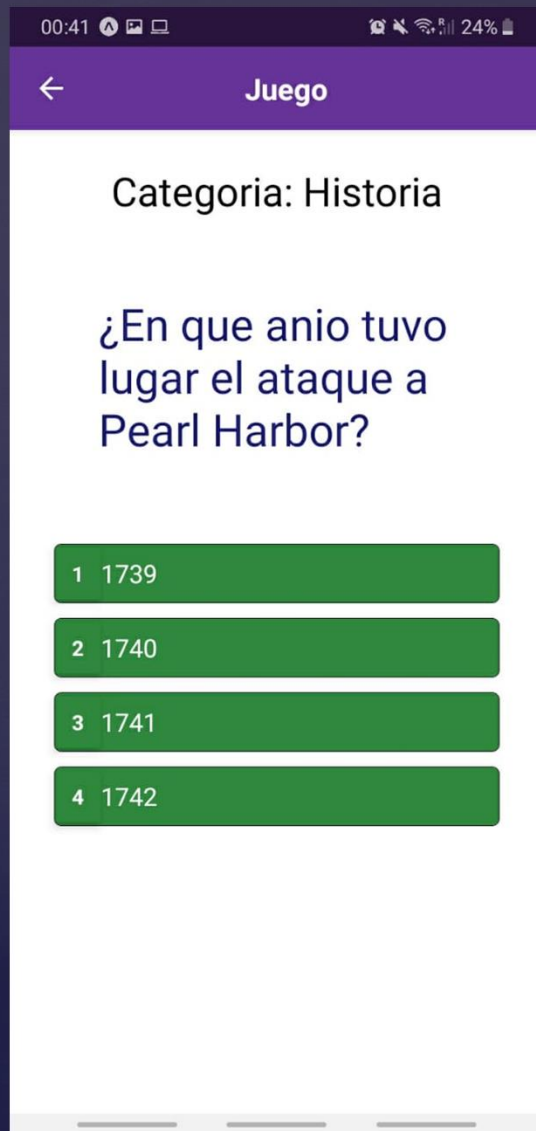 00:41 24%
Juego
Categoria: Historia
¿En que anio tuvo
lugar el ataque a
Pearl Harbor?
1 1739
2 1740
3 1741
4 1742